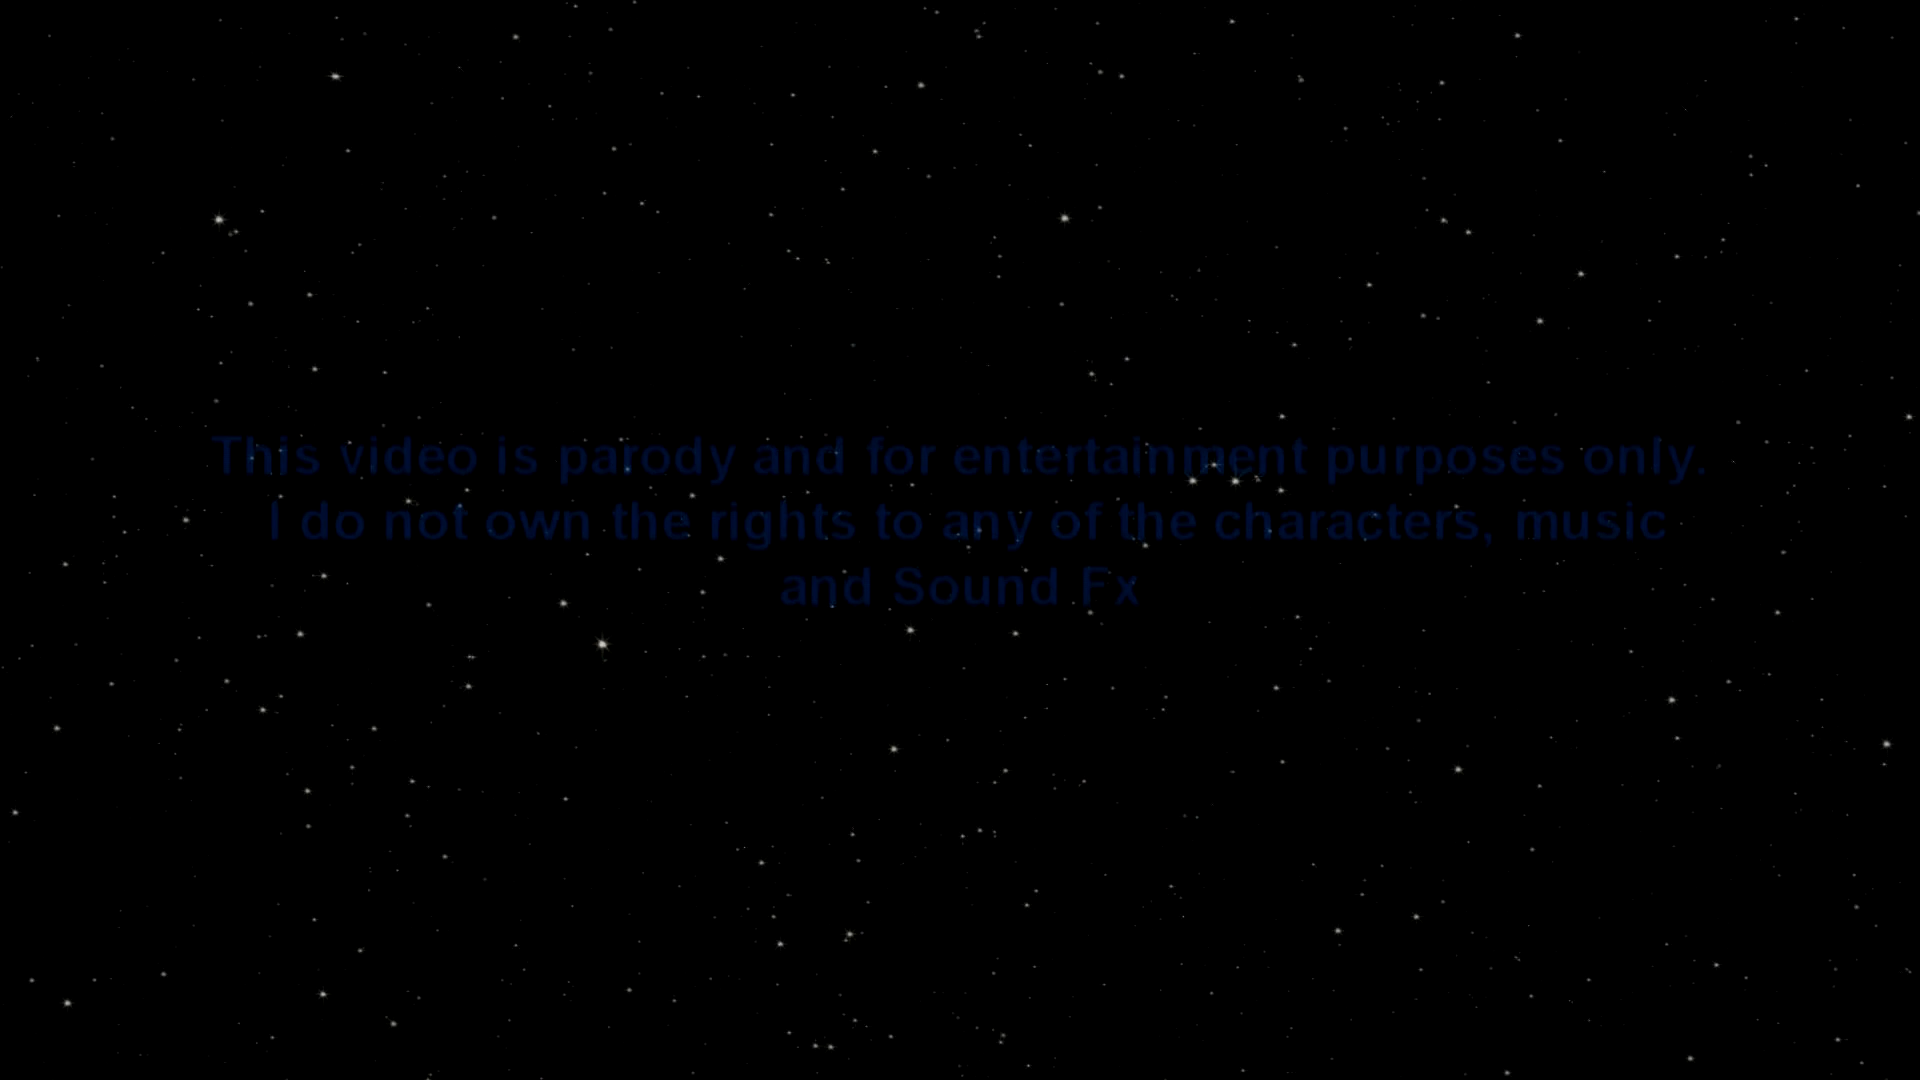 This video is parody and for entertainment purposes only.
I do not own the rights to any of the characters, music
and Sound Fx